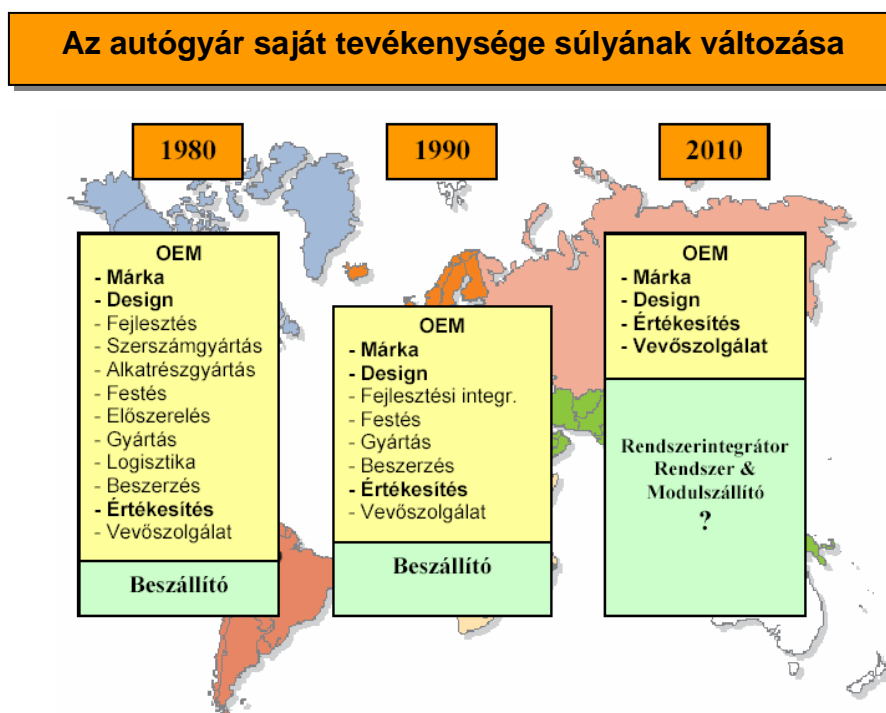 Az autógyár saját tevékenysége súlyának változása
1980
OEM
- Márka
- Design
- Fejlesztés
- Szerszámgyártás
- Alkatrészgyártás
- Festés
- Előszerelés
- Gyártás
- Logisztika
- Beszerzés
- Értékesítés
- Vevőszolgálat
Beszállító
1990
OEM
- Márka
- Design
- Fejlesztési integr.
- Festés
- Gyártás
- Beszerzés
- Értékesítés
- Vevőszolgálat
Beszállító
2010
OEM
- Márka
- Design
- Értékesítés
- Vevőszolgálat
Rendszerintegrátor
Rendszer &
Modulszállító
?